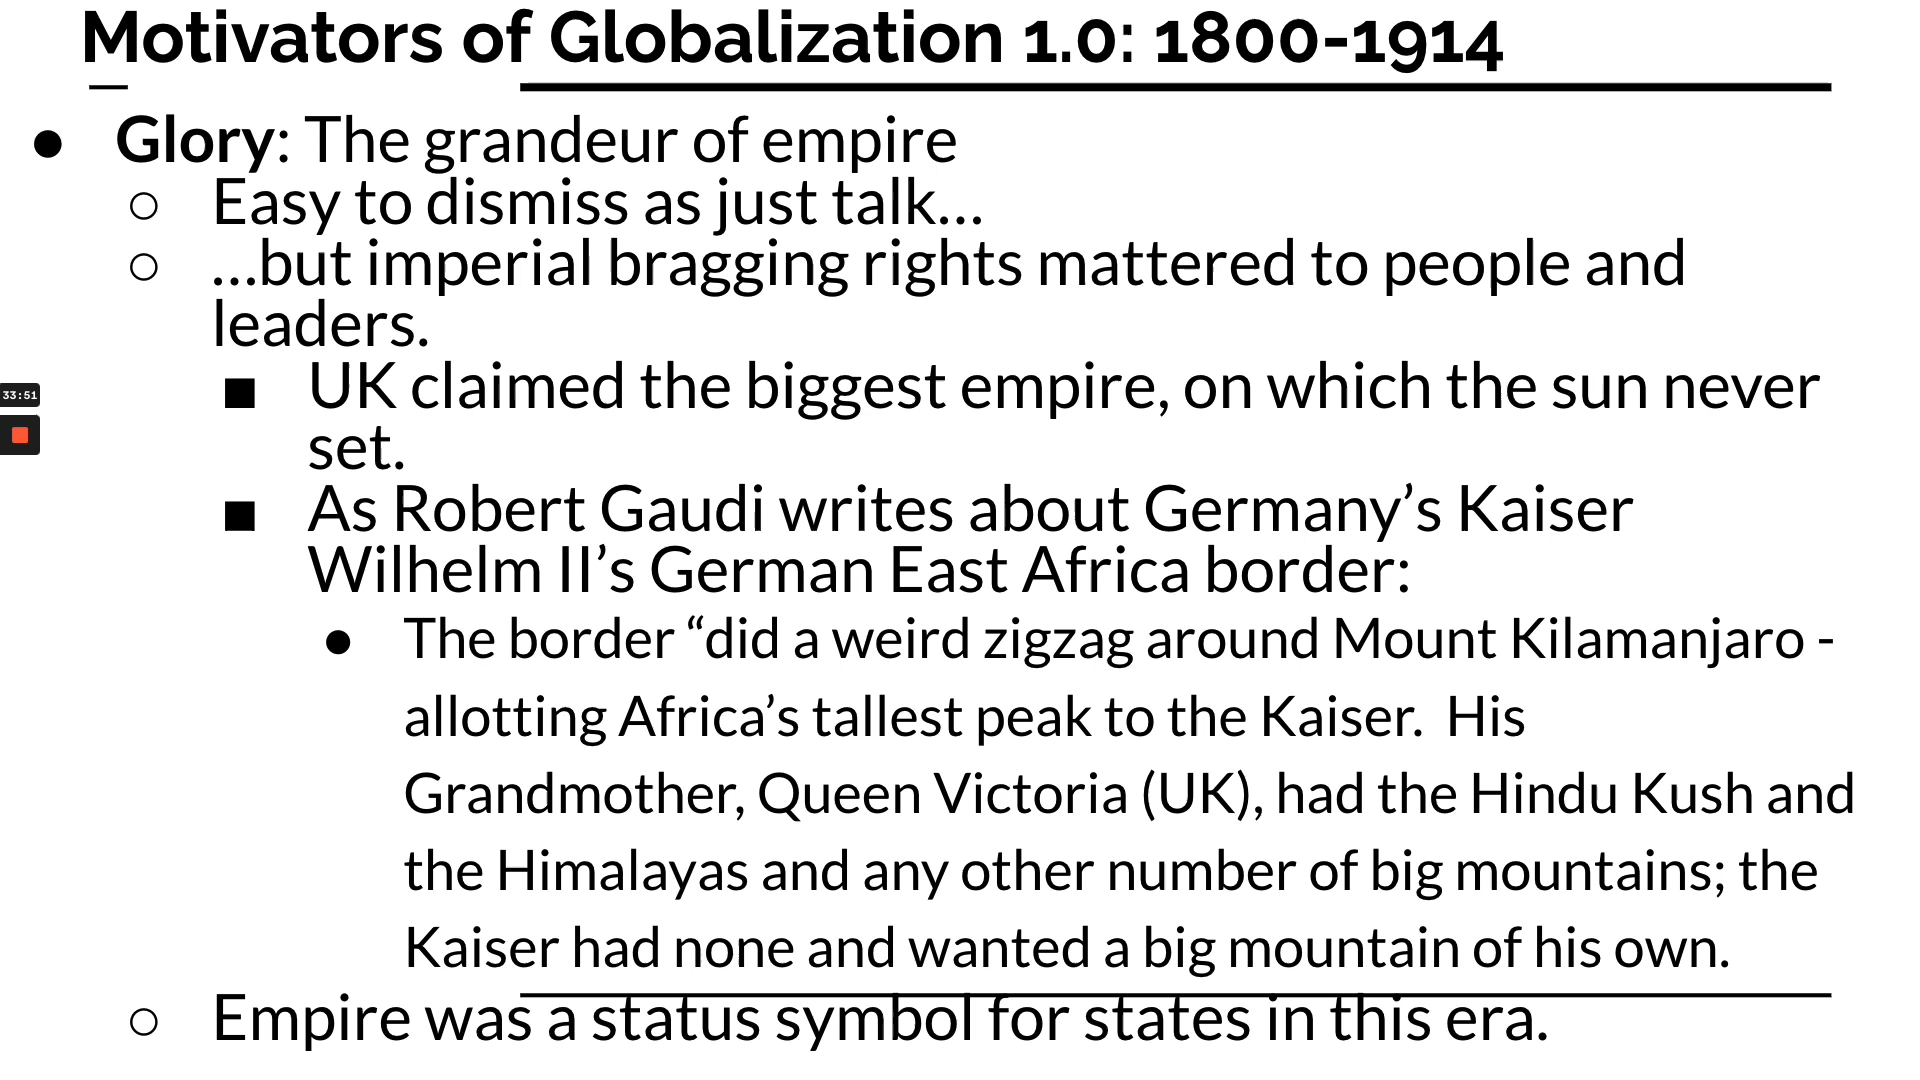 Motivators of Globalization 1.0: 1800-1914
● Glory: The grandeur of empire
○ Easy to dismiss as just talk…
○ …but imperial bragging rights mattered to people and
leaders.
■ UK claimed the biggest empire, on which the sun never
set.
■ As Robert Gaudi writes about Germany’s Kaiser
Wilhelm II’s German East Africa border:
● The border “did a weird zigzag around Mount Kilamanjaro -
allotting Africa’s tallest peak to the Kaiser.  His
Grandmother, Queen Victoria (UK), had the Hindu Kush and
the Himalayas and any other number of big mountains; the
Kaiser had none and wanted a big mountain of his own.
○ Empire was a status symbol for states in this era.
33:51